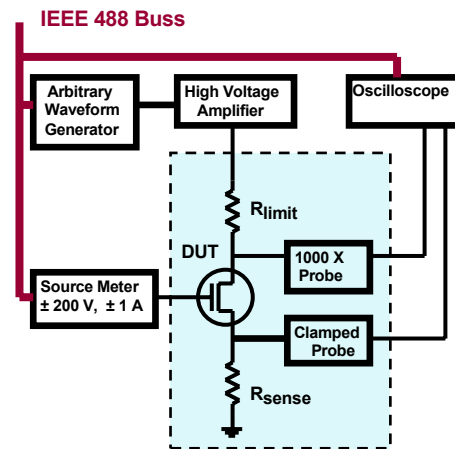 IEEE 488 Buss
Arbitrary
Waveform
Generator
High Voltage
Amplifier
Oscilloscope
Rlimit
DUT
1000 X
Probe
Source Meter
± 200 V, ± 1 A
Clamped
Probe
Rsense